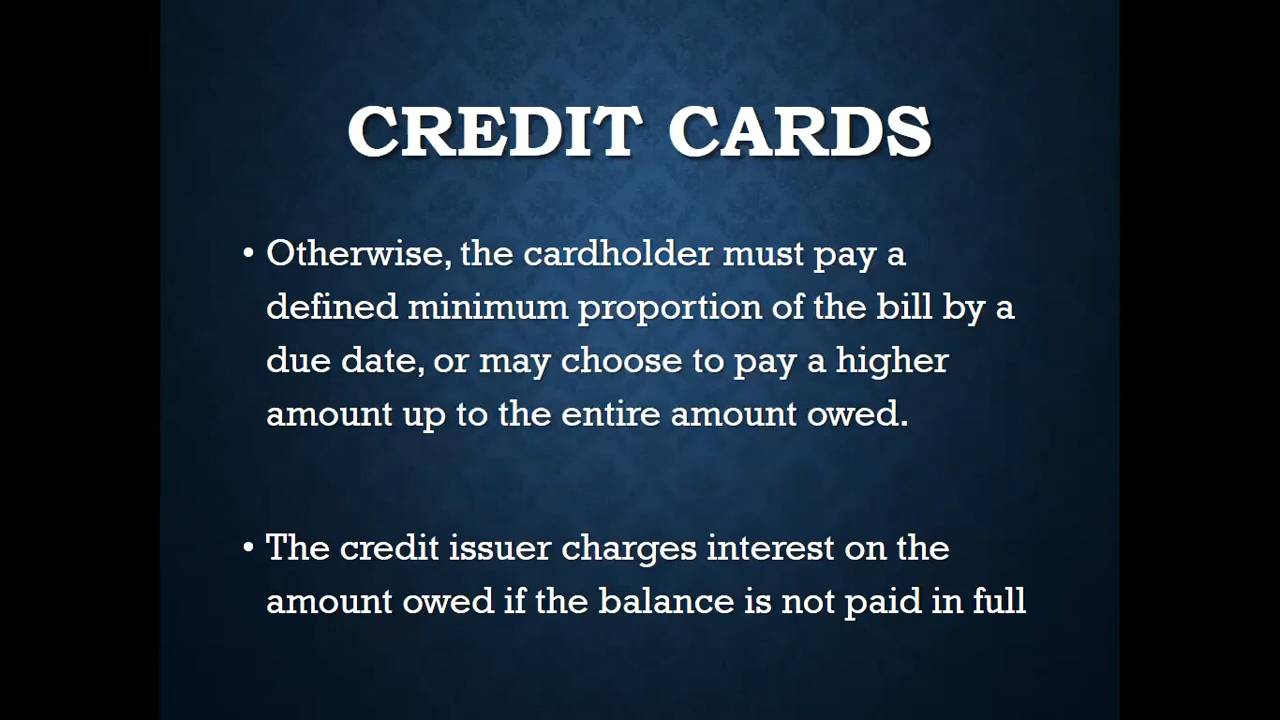 CREDIT CARDS
• Otherwise, the cardholder must pay a
defined minimum proportion of the bill by a
due date, or may choose to pay a higher
amount up to the entire amount owed.
• The credit issuer charges interest on the
amount owed if the balance is not paid in full